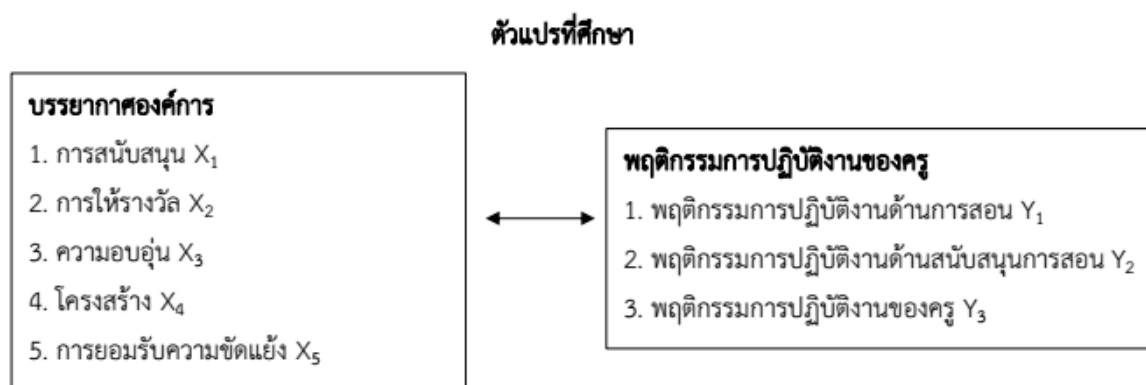 ตัวแปรที่ศึกษา
บรรยากาศองค์การ
1. การสนับสนุน X₁
2. การให้รางวัล X₂
3. ความอบอุ่น X₃
4. โครงสร้าง X₄
5. การยอมรับความขัดแย้ง X₅
พฤติกรรมการปฏิบัติงานของครู
1. พฤติกรรมการปฏิบัติงานด้านการสอน Y₁
2. พฤติกรรมการปฏิบัติงานด้านสนับสนุนการสอน Y₂
3. พฤติกรรมการปฏิบัติงานของครู Y₃